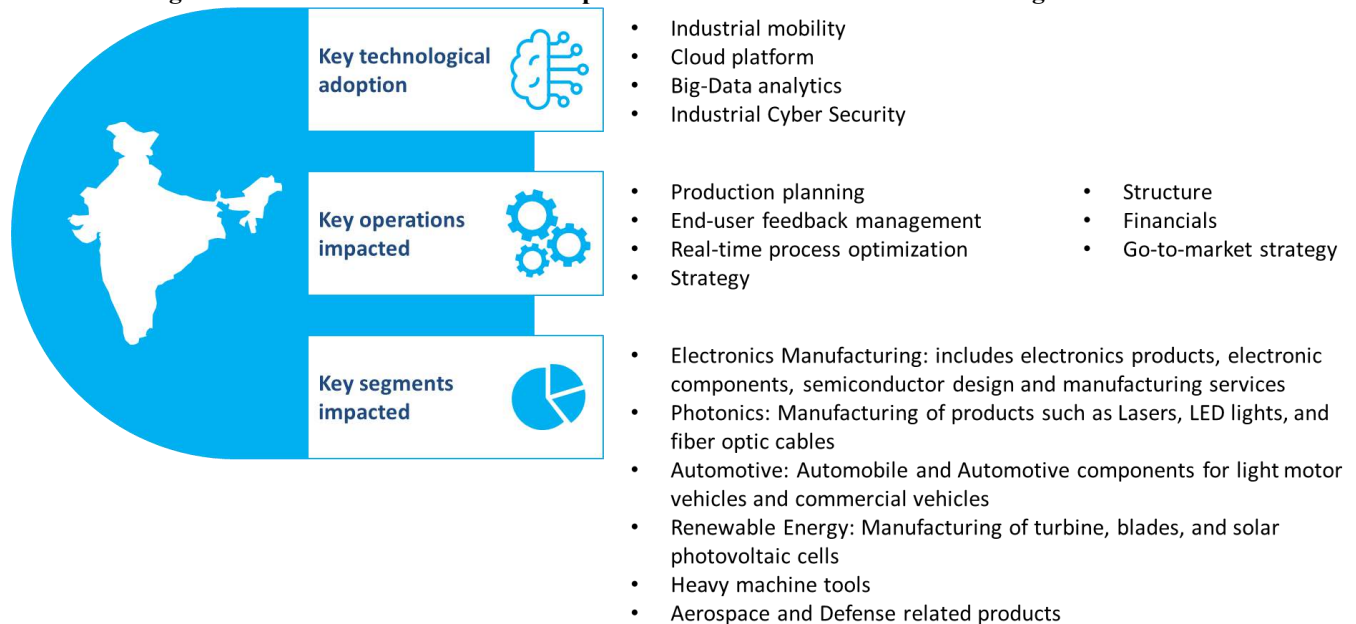 Key technological
adoption
• Industrial mobility
• Cloud platform
• Big-Data analytics
• Industrial Cyber Security
Key operations
impacted
• Production planning
• End-user feedback management
• Real-time process optimization
• Strategy
• Structure
• Financials
• Go-to-market strategy
Key segments
impacted
• Electronics Manufacturing: includes electronics products, electronic
components, semiconductor design and manufacturing services
• Photonics: Manufacturing of products such as Lasers, LED lights, and
fiber optic cables
• Automotive: Automobile and Automotive components for light motor
vehicles and commercial vehicles
• Renewable Energy: Manufacturing of turbine, blades, and solar
photovoltaic cells
• Heavy machine tools
• Aerospace and Defense related products